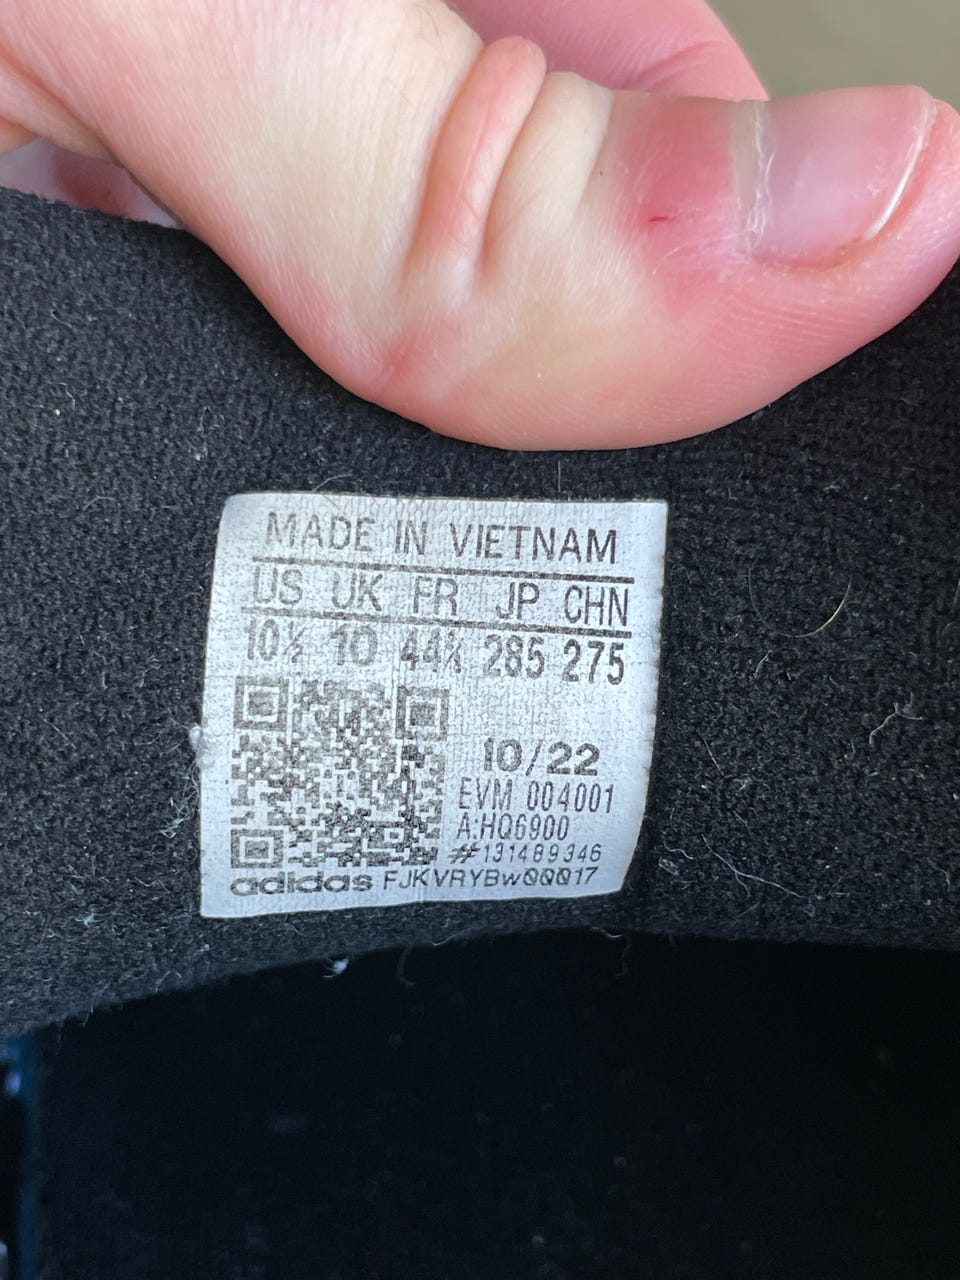 MADE IN VIETNAM
US UK FR JP CHN
10½ 10 44⅔ 285 275
10/22
EVM 004001
A:HQ6900
#131489346
adidas FJKVRYBw00017